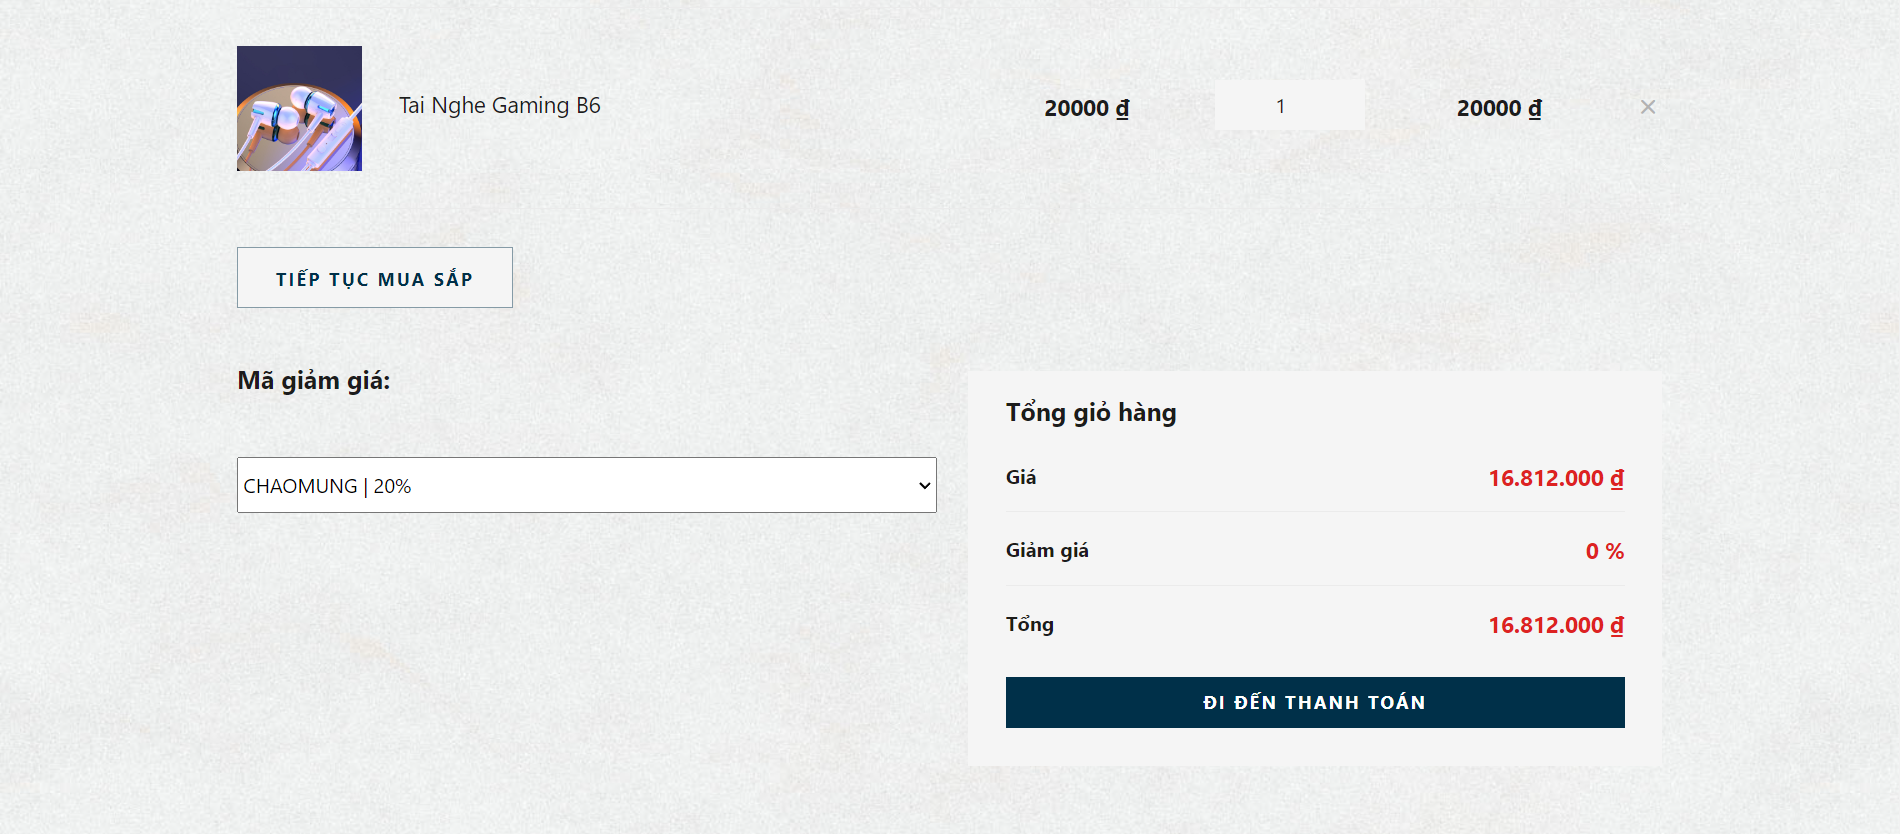 Tai Nghe Gaming B6 20000 ₫ 1 20000 ₫ ×
TIẾP TỤC MUA SẮP
Mã giảm giá:
CHAOMUNG | 20%
Tổng giỏ hàng
Giá 16.812.000 ₫
Giảm giá 0 %
Tổng 16.812.000 ₫
ĐI ĐẾN THANH TOÁN